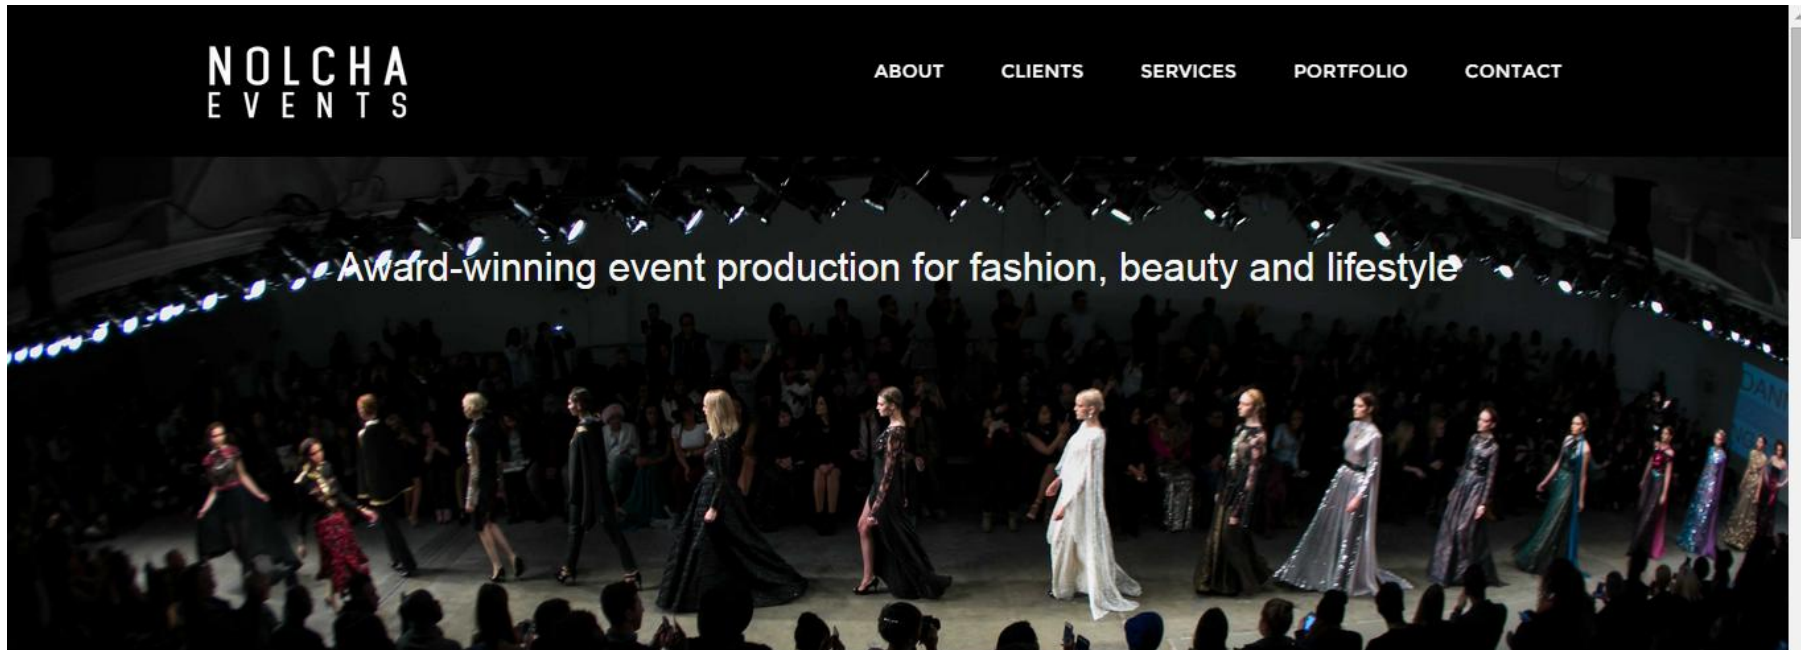 NOLCHA
EVENTS
ABOUT CLIENTS SERVICES PORTFOLIO CONTACT
Award-winning event production for fashion, beauty and lifestyle